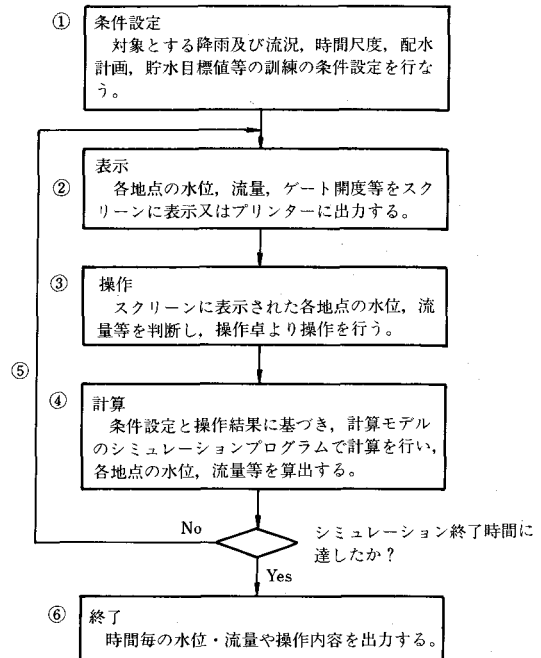 ① 条件設定
対象とする降雨及び流況，時間尺度，配水
計画，貯水目標値等の訓練の条件設定を行な
う。
② 表示
各地点の水位，流量，ゲート開度等をスク
リーンに表示又はプリンターに出力する。
③ 操作
スクリーンに表示された各地点の水位，流
量等を判断し，操作卓より操作を行う。
⑤
④ 計算
条件設定と操作結果に基づき，計算モデル
のシミュレーションプログラムで計算を行い，
各地点の水位，流量等を算出する。
No
シミュレーション終了時間に
達したか？
Yes
⑥ 終了
時間毎の水位・流量や操作内容を出力する。